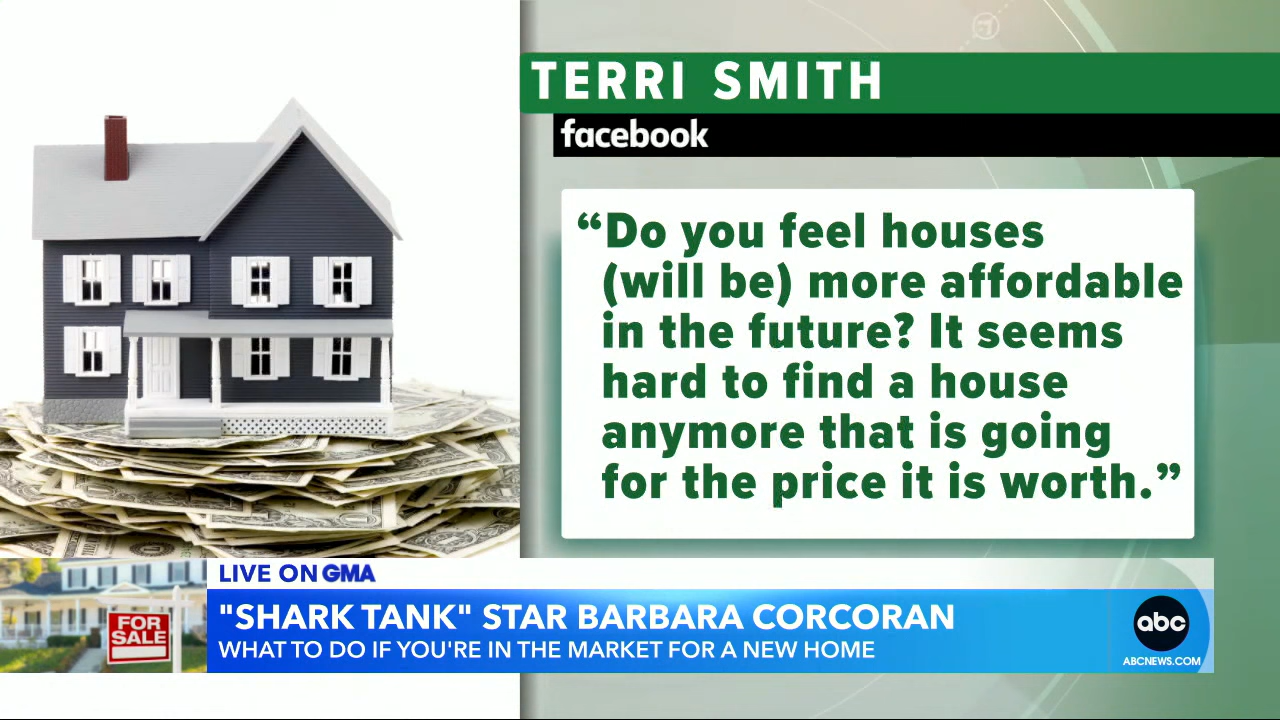 TERRI SMITH
facebook
“Do you feel houses
(will be) more affordable
in the future? It seems
hard to find a house
anymore that is going
for the price it is worth.”
LIVE ON GMA
"SHARK TANK" STAR BARBARA CORCORAN
WHAT TO DO IF YOU'RE IN THE MARKET FOR A NEW HOME
FOR
SALE
abc
ABCNEWS.COM